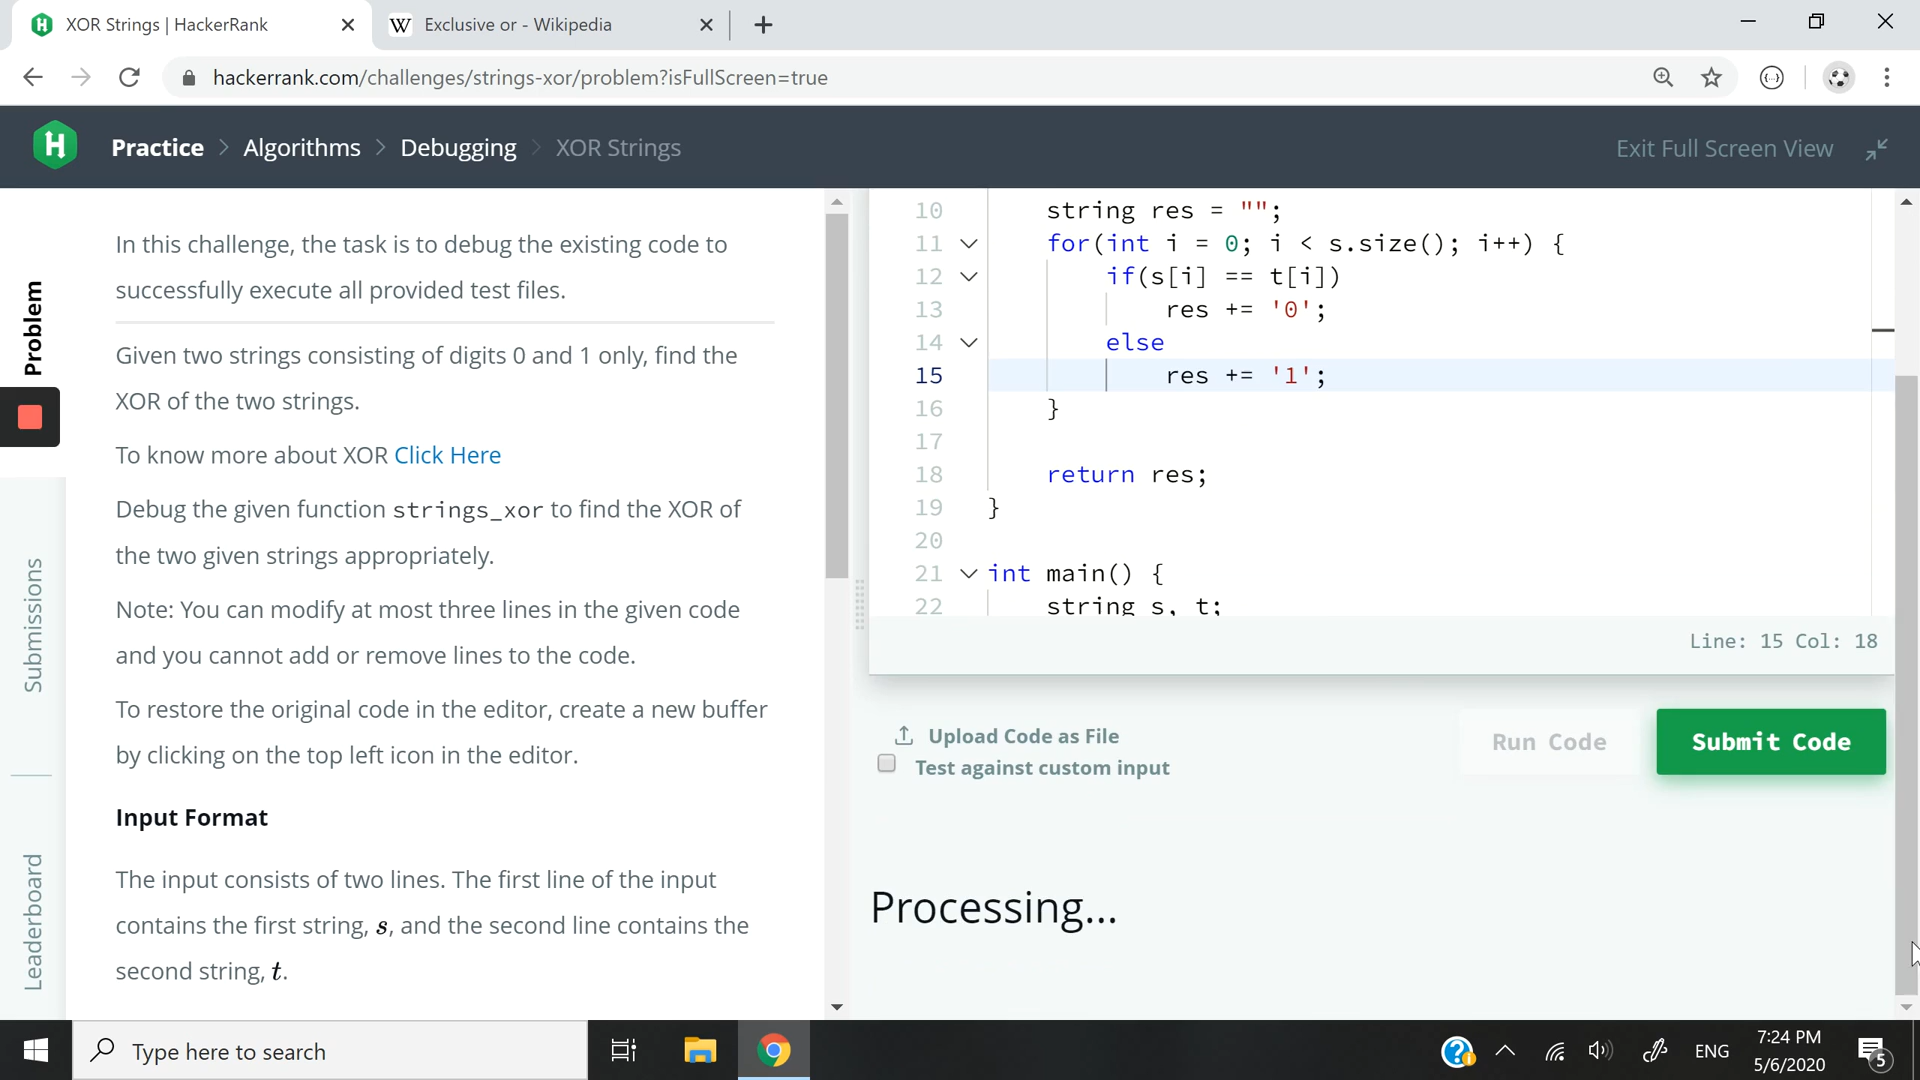 XOR Strings | HackerRank
Exclusive or - Wikipedia
hackerrank.com/challenges/strings-xor/problem?isFullScreen=true
Practice > Algorithms > Debugging > XOR Strings
Exit Full Screen View
Problem
Submissions
Leaderboard
In this challenge, the task is to debug the existing code to
successfully execute all provided test files.
Given two strings consisting of digits 0 and 1 only, find the
XOR of the two strings.
To know more about XOR Click Here
Debug the given function strings_xor to find the XOR of
the two given strings appropriately.
Note: You can modify at most three lines in the given code
and you cannot add or remove lines to the code.
To restore the original code in the editor, create a new buffer
by clicking on the top left icon in the editor.
Input Format
The input consists of two lines. The first line of the input
contains the first string, s, and the second line contains the
second string, t.
10 string res = "";
11 for(int i = 0; i < s.size(); i++) {
12 if(s[i] == t[i])
13 res += '0';
14 else
15 res += '1';
16 }
17
18 return res;
19 }
20
21 int main() {
22 string s, t;
Line: 15 Col: 18
Upload Code as File
Test against custom input
Run Code
Submit Code
Processing...
Type here to search
ENG
7:24 PM
5/6/2020
5